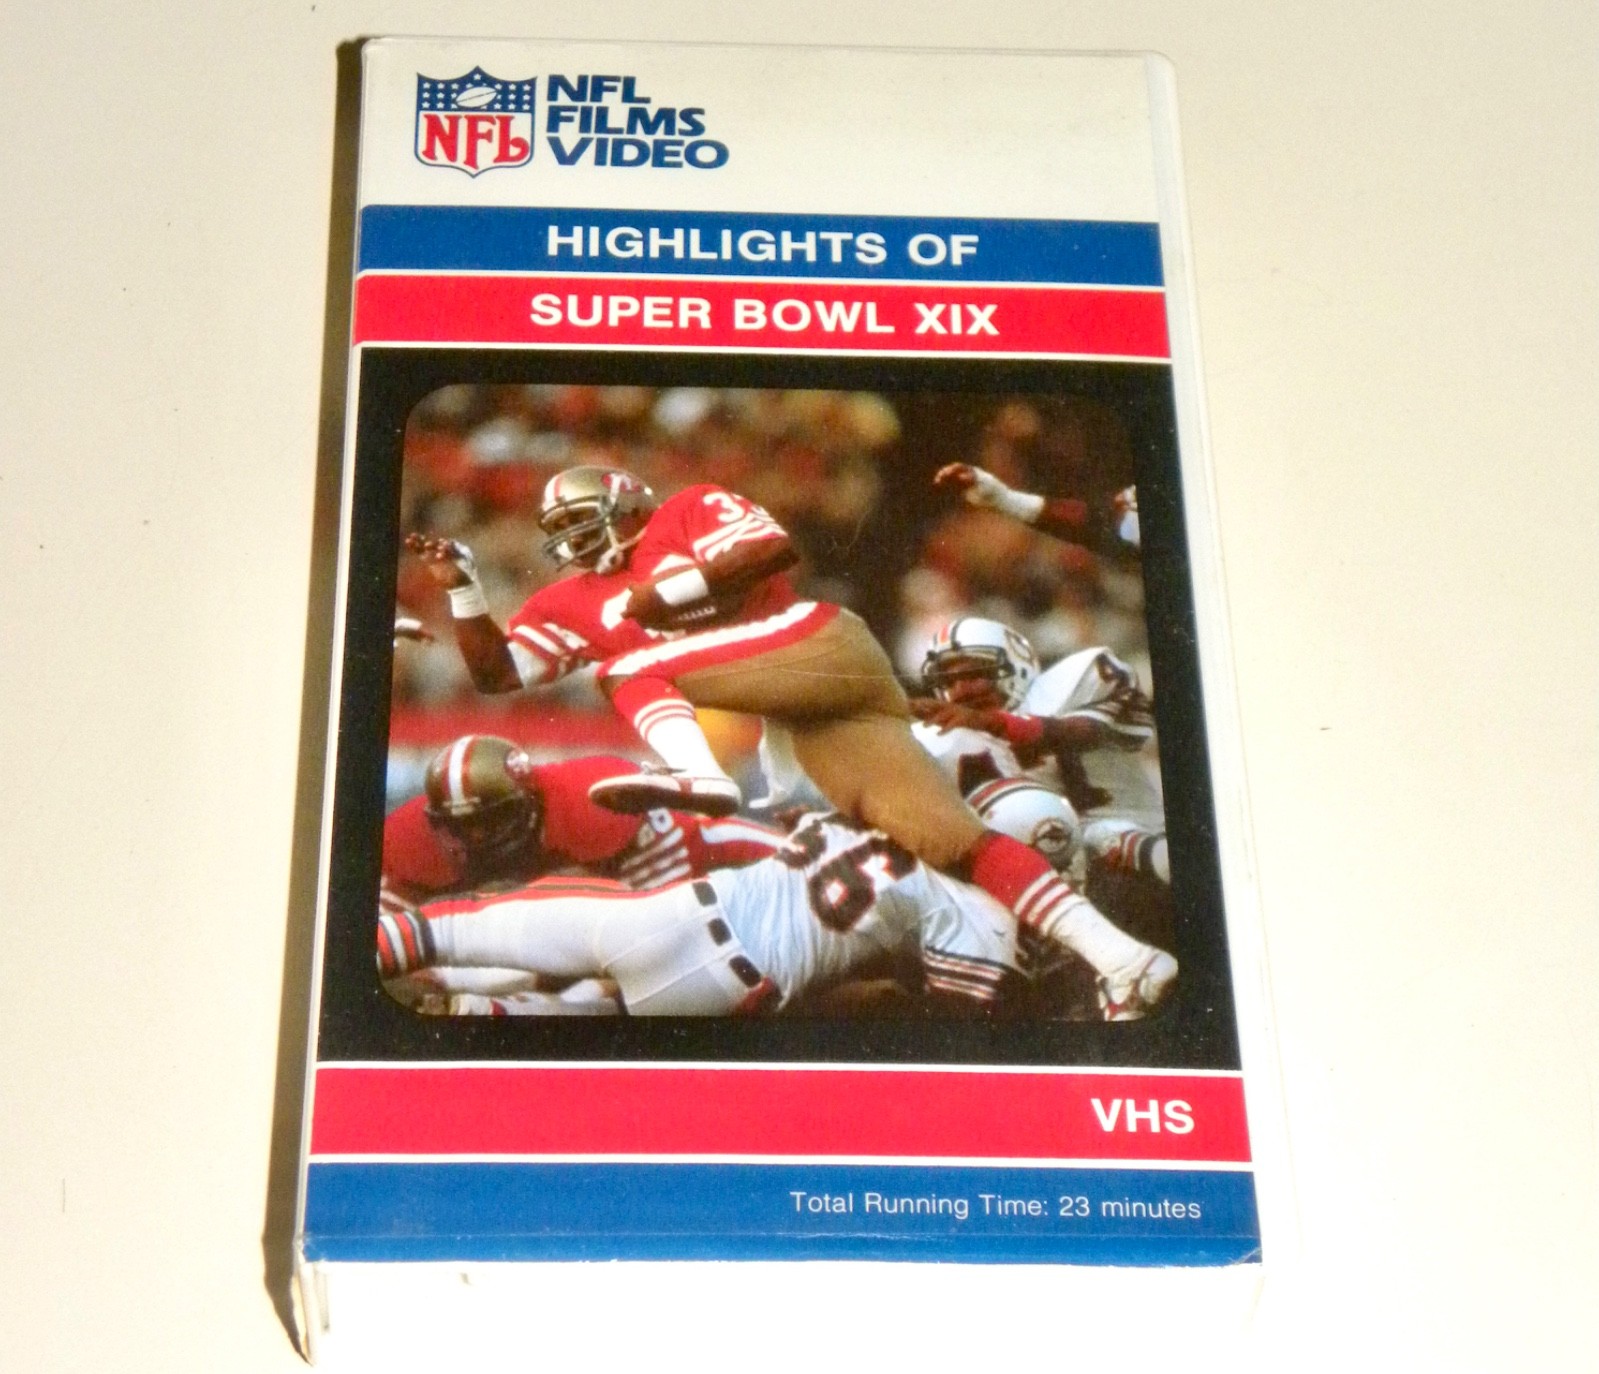 NFL
NFL
FILMS
VIDEO
HIGHLIGHTS OF
SUPER BOWL XIX
VHS
Total Running Time: 23 minutes